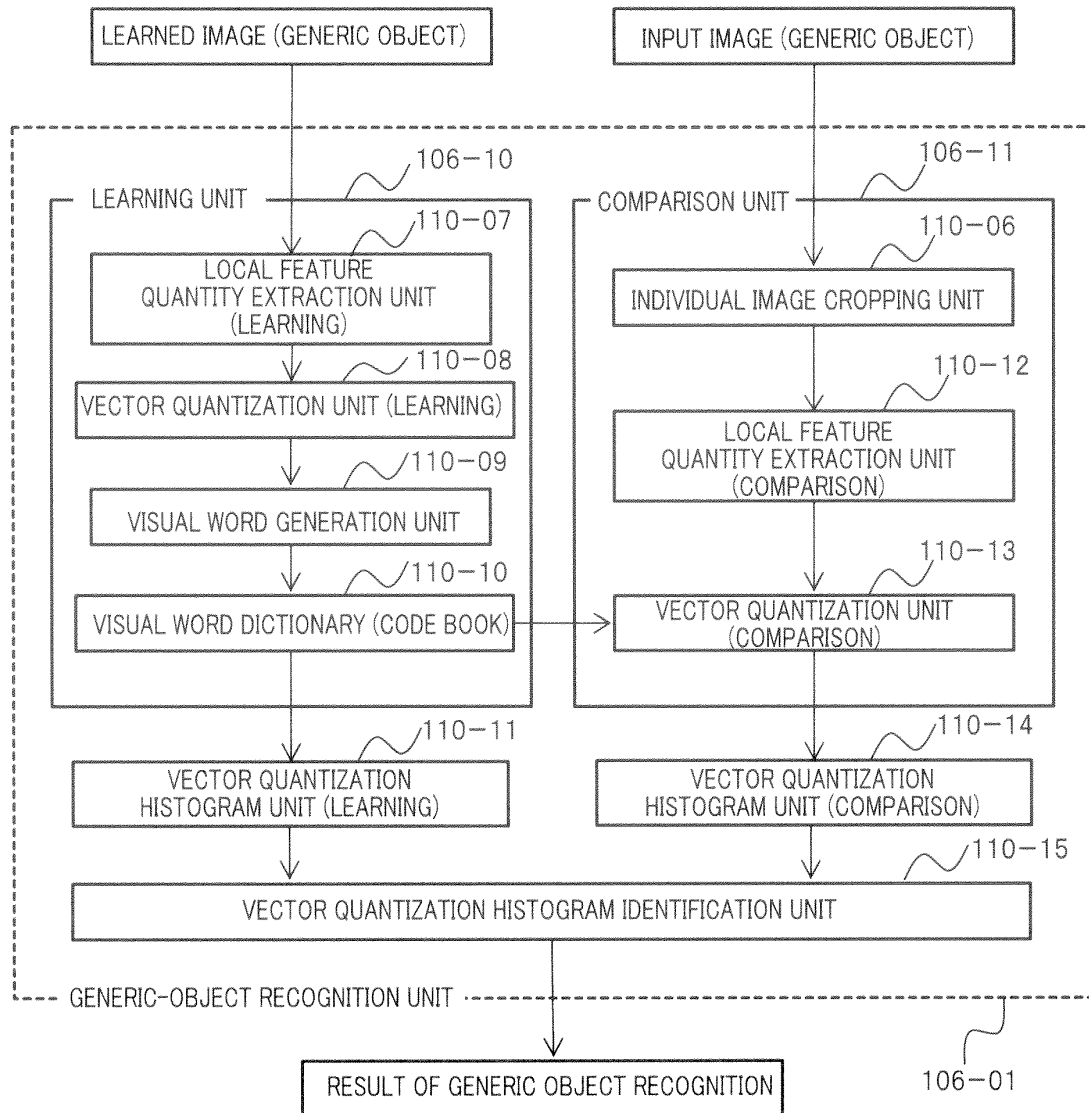 LEARNED IMAGE (GENERIC OBJECT)
INPUT IMAGE (GENERIC OBJECT)
106-10
106-11
LEARNING UNIT
COMPARISON UNIT
110-07
LOCAL FEATURE
QUANTITY EXTRACTION UNIT
(LEARNING)
110-08
VECTOR QUANTIZATION UNIT (LEARNING)
110-09
VISUAL WORD GENERATION UNIT
110-10
VISUAL WORD DICTIONARY (CODE BOOK)
110-06
INDIVIDUAL IMAGE CROPPING UNIT
110-12
LOCAL FEATURE
QUANTITY EXTRACTION UNIT
(COMPARISON)
110-13
VECTOR QUANTIZATION UNIT
(COMPARISON)
110-11
VECTOR QUANTIZATION
HISTOGRAM UNIT (LEARNING)
110-14
VECTOR QUANTIZATION
HISTOGRAM UNIT (COMPARISON)
110-15
VECTOR QUANTIZATION HISTOGRAM IDENTIFICATION UNIT
GENERIC-OBJECT RECOGNITION UNIT
106-01
RESULT OF GENERIC OBJECT RECOGNITION